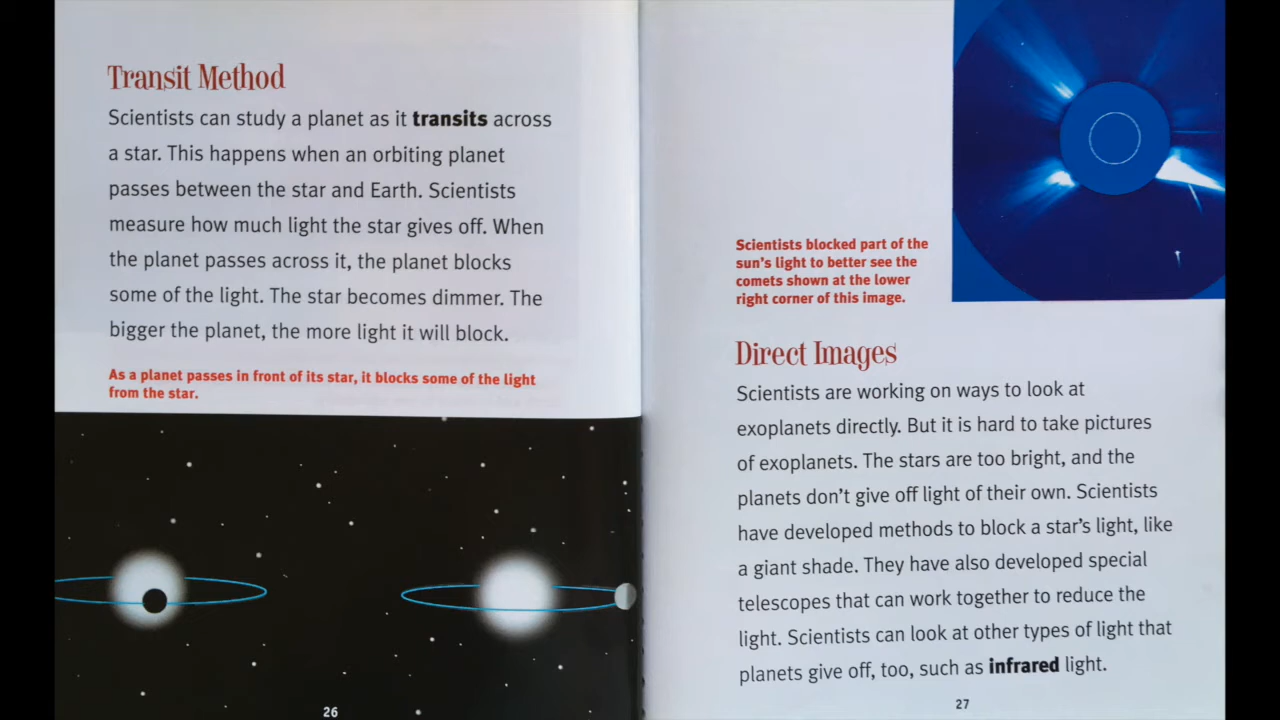 Transit Method
Scientists can study a planet as it transits across
a star. This happens when an orbiting planet
passes between the star and Earth. Scientists
measure how much light the star gives off. When
the planet passes across it, the planet blocks
some of the light. The star becomes dimmer. The
bigger the planet, the more light it will block.
As a planet passes in front of its star, it blocks some of the light
from the star.
26
Scientists blocked part of the
sun's light to better see the
comets shown at the lower
right corner of this image.
Direct Images
Scientists are working on ways to look at
exoplanets directly. But it is hard to take pictures
of exoplanets. The stars are too bright, and the
planets don't give off light of their own. Scientists
have developed methods to block a star's light, like
a giant shade. They have also developed special
telescopes that can work together to reduce the
light. Scientists can look at other types of light that
planets give off, too, such as infrared light.
27